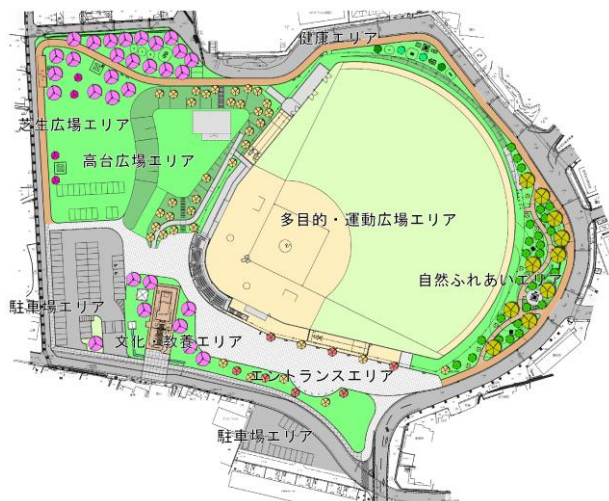 健康エリア
芝生広場エリア
高台広場エリア
多目的・運動広場エリア
自然ふれあいエリア
駐車場エリア
文化・教養エリア
エントランスエリア
駐車場エリア